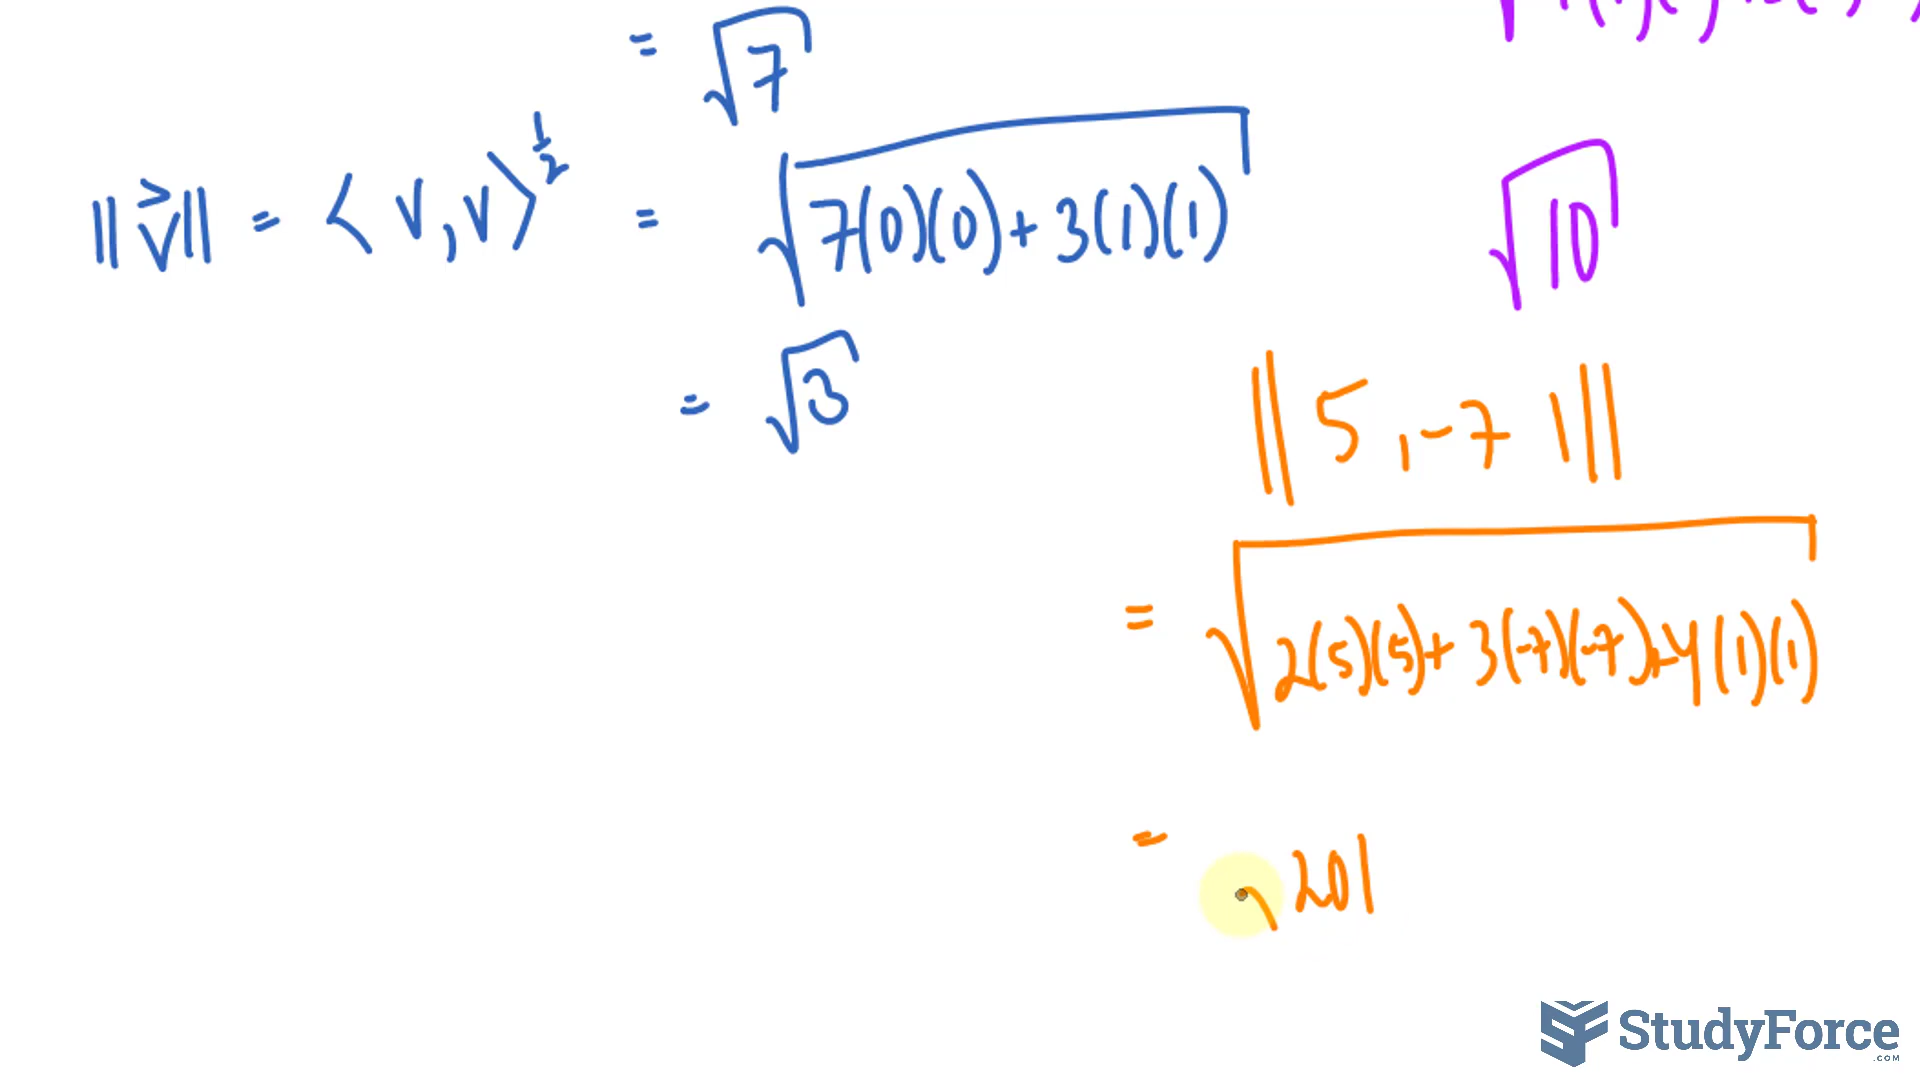 = √7
‖v⃗‖ = ⟨v, v⟩^½ = √(7(0)(0) + 3(1)(1))
= √3
√10
‖5, -7 1‖
= √(2(5)(5) + 3(-7)(-7) + 4(1)(1))
= 201
StudyForce
.COM